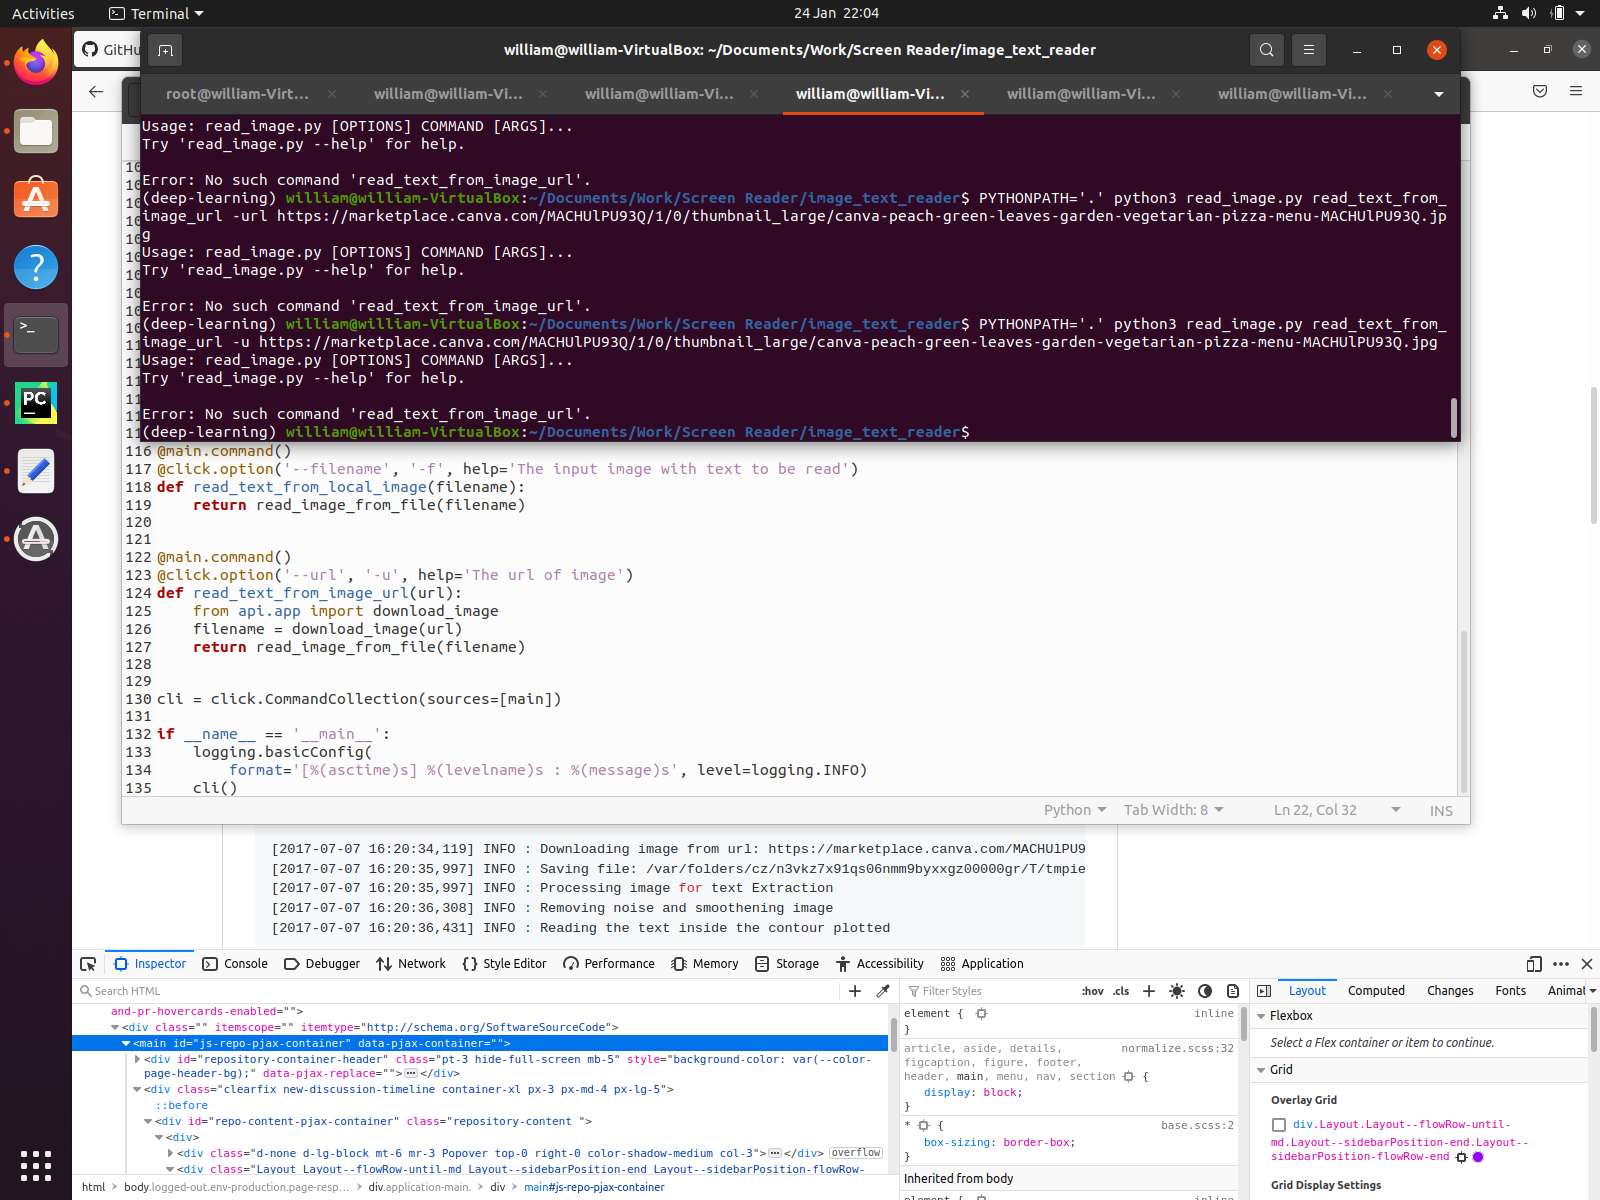 Activities
Terminal
24 Jan 22:04
GitHu
william@william-VirtualBox: ~/Documents/Work/Screen Reader/image_text_reader
root@william-Virt...
william@william-Vi...
william@william-Vi...
william@william-Vi...
william@william-Vi...
william@william-Vi...
Usage: read_image.py [OPTIONS] COMMAND [ARGS]...
Try 'read_image.py --help' for help.
Error: No such command 'read_text_from_image_url'.
(deep-learning) william@william-VirtualBox:~/Documents/Work/Screen Reader/image_text_reader$ PYTHONPATH='.' python3 read_image.py read_text_from_
image_url -url https://marketplace.canva.com/MACHUlPU93Q/1/0/thumbnail_large/canva-peach-green-leaves-garden-vegetarian-pizza-menu-MACHUlPU93Q.jp
g
Usage: read_image.py [OPTIONS] COMMAND [ARGS]...
Try 'read_image.py --help' for help.
Error: No such command 'read_text_from_image_url'.
(deep-learning) william@william-VirtualBox:~/Documents/Work/Screen Reader/image_text_reader$ PYTHONPATH='.' python3 read_image.py read_text_from_
image_url -u https://marketplace.canva.com/MACHUlPU93Q/1/0/thumbnail_large/canva-peach-green-leaves-garden-vegetarian-pizza-menu-MACHUlPU93Q.jpg
Usage: read_image.py [OPTIONS] COMMAND [ARGS]...
Try 'read_image.py --help' for help.
Error: No such command 'read_text_from_image_url'.
(deep-learning) william@william-VirtualBox:~/Documents/Work/Screen Reader/image_text_reader$
116 @main.command()
117 @click.option('--filename', '-f', help='The input image with text to be read')
118 def read_text_from_local_image(filename):
119     return read_image_from_file(filename)
120
121
122 @main.command()
123 @click.option('--url', '-u', help='The url of image')
124 def read_text_from_image_url(url):
125     from api.app import download_image
126     filename = download_image(url)
127     return read_image_from_file(filename)
128
129
130 cli = click.CommandCollection(sources=[main])
131
132 if __name__ == '__main__':
133     logging.basicConfig(
134         format='[%(asctime)s] %(levelname)s : %(message)s', level=logging.INFO)
135     cli()
Python
Tab Width: 8
Ln 22, Col 32
INS
[2017-07-07 16:20:34,119] INFO : Downloading image from url: https://marketplace.canva.com/MACHUlPU9
[2017-07-07 16:20:35,997] INFO : Saving file: /var/folders/cz/n3vkz7x91qs06nmm9byxxgz00000gr/T/tmpie
[2017-07-07 16:20:35,997] INFO : Processing image for text Extraction
[2017-07-07 16:20:36,308] INFO : Removing noise and smoothening image
[2017-07-07 16:20:36,431] INFO : Reading the text inside the contour plotted
Inspector
Console
Debugger
Network
Style Editor
Performance
Memory
Storage
Accessibility
Application
Search HTML
Filter Styles
:hov .cls
Layout
Computed
Changes
Fonts
Animat
and-pr-hovercards-enabled="">
<div class="" itemscope="" itemtype="http://schema.org/SoftwareSourceCode">
<main id="js-repo-pjax-container" data-pjax-container="">
<div id="repository-container-header" class="pt-3 hide-full-screen mb-5" style="background-color: var(--color-
page-header-bg);" data-pjax-replace=""></div>
<div class="clearfix new-discussion-timeline container-xl px-3 px-md-4 px-lg-5">
::before
<div id="repo-content-pjax-container" class="repository-content ">
<div>
<div class="d-none d-lg-block mt-6 mr-3 Popover top-0 right-0 color-shadow-medium col-3"></div> overflow
<div class="Layout Layout--flowRow-until-md Layout--sidebarPosition-end Layout--sidebarPosition-flowRow-
html
body.logged-out.env-production.page-resp...
div.application-main.
div
main#js-repo-pjax-container
element {
inline
}
article, aside, details,
normalize.scss:32
figcaption, figure, footer,
header, main, menu, nav, section {
display: block;
}
* {
base.scss:2
box-sizing: border-box;
}
Inherited from body
element {
inline
Flexbox
Select a Flex container or item to continue.
Grid
Overlay Grid
div.Layout.Layout--flowRow-until-
md.Layout--sidebarPosition-end.Layout--
sidebarPosition-flowRow-end
Grid Display Settings